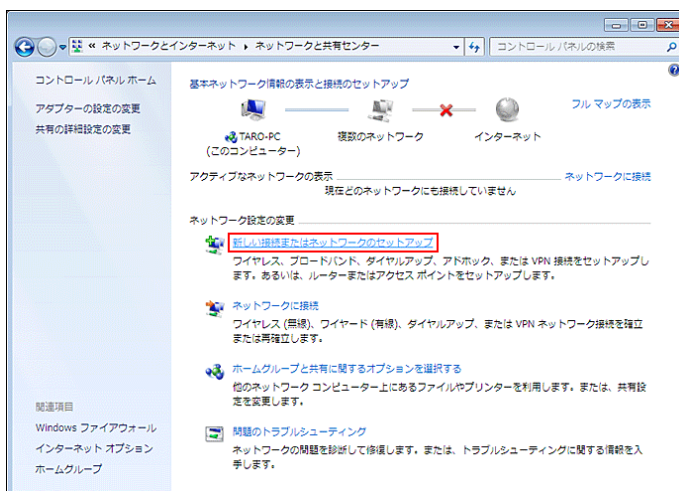 « ネットワークとインターネット ▸ ネットワークと共有センター
コントロール パネルの検索
コントロール パネル ホーム
アダプターの設定の変更
共有の詳細設定の変更
基本ネットワーク情報の表示と接続のセットアップ
フル マップの表示
TARO-PC
(このコンピューター)
複数のネットワーク
インターネット
アクティブなネットワークの表示
ネットワークに接続
現在どのネットワークにも接続していません
ネットワーク設定の変更
新しい接続またはネットワークのセットアップ
ワイヤレス、ブロードバンド、ダイヤルアップ、アドホック、または VPN 接続をセットアップし
ます。あるいは、ルーターまたはアクセス ポイントをセットアップします。
ネットワークに接続
ワイヤレス (無線)、ワイヤード (有線)、ダイヤルアップ、または VPN ネットワーク接続を確立
または再確立します。
ホームグループと共有に関するオプションを選択する
他のネットワーク コンピューター上にあるファイルやプリンターを利用します。または、共有設
定を変更します。
問題のトラブルシューティング
ネットワークの問題を診断して修復します。または、トラブルシューティングに関する情報を入
手します。
関連項目
Windows ファイアウォール
インターネット オプション
ホームグループ